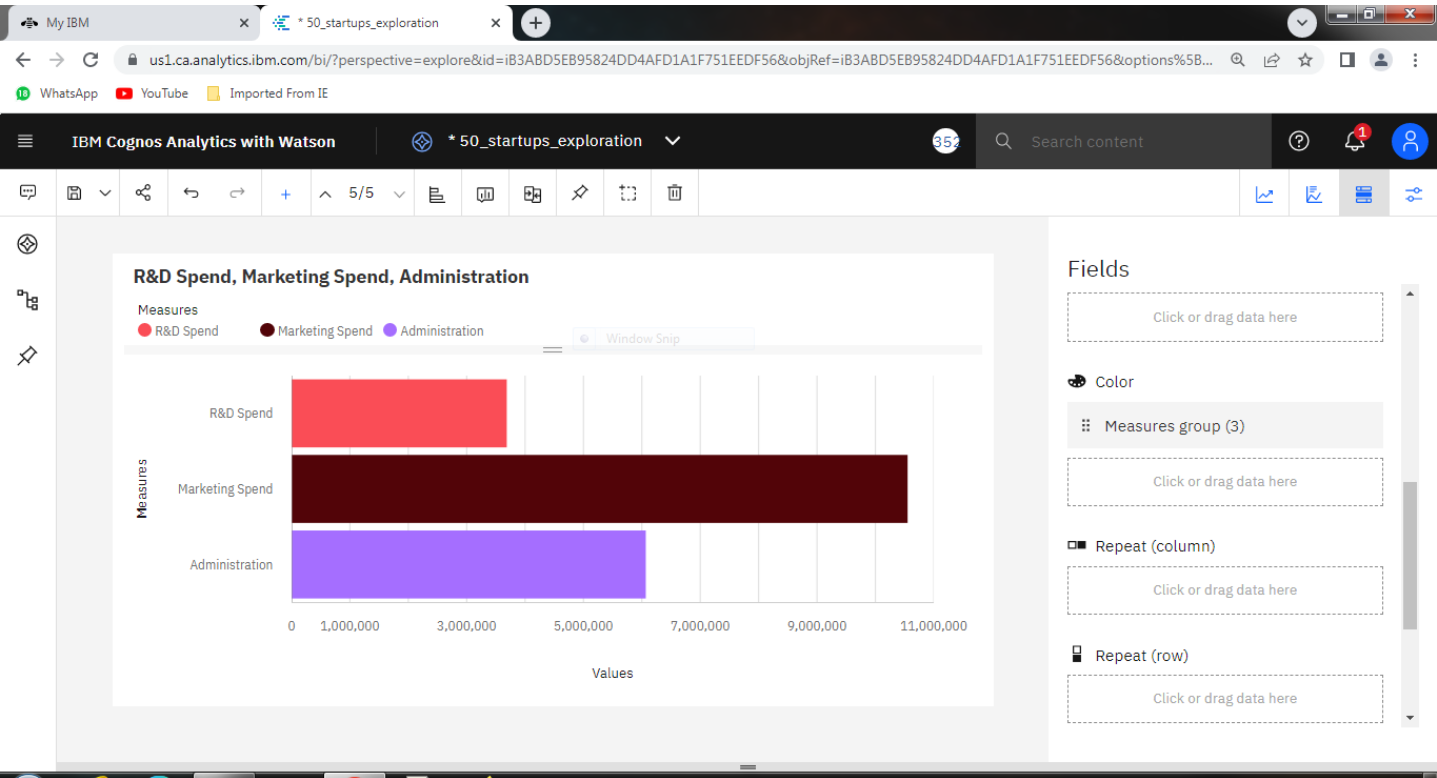 My IBM
* 50_startups_exploration
us1.ca.analytics.ibm.com/bi/?perspective=explore&id=iB3ABD5EB95824DD4AFD1A1F751EEDF56&objRef=iB3ABD5EB95824DD4AFD1A1F751EEDF56&options%5B...
18 WhatsApp YouTube Imported From IE
IBM Cognos Analytics with Watson * 50_startups_exploration 352 Search content 1
5/5
R&D Spend, Marketing Spend, Administration
Measures
R&D Spend Marketing Spend Administration
Window Snip
Measures
R&D Spend
Marketing Spend
Administration
0 1,000,000 3,000,000 5,000,000 7,000,000 9,000,000 11,000,000
Values
Fields
Click or drag data here
Color
Measures group (3)
Click or drag data here
Repeat (column)
Click or drag data here
Repeat (row)
Click or drag data here